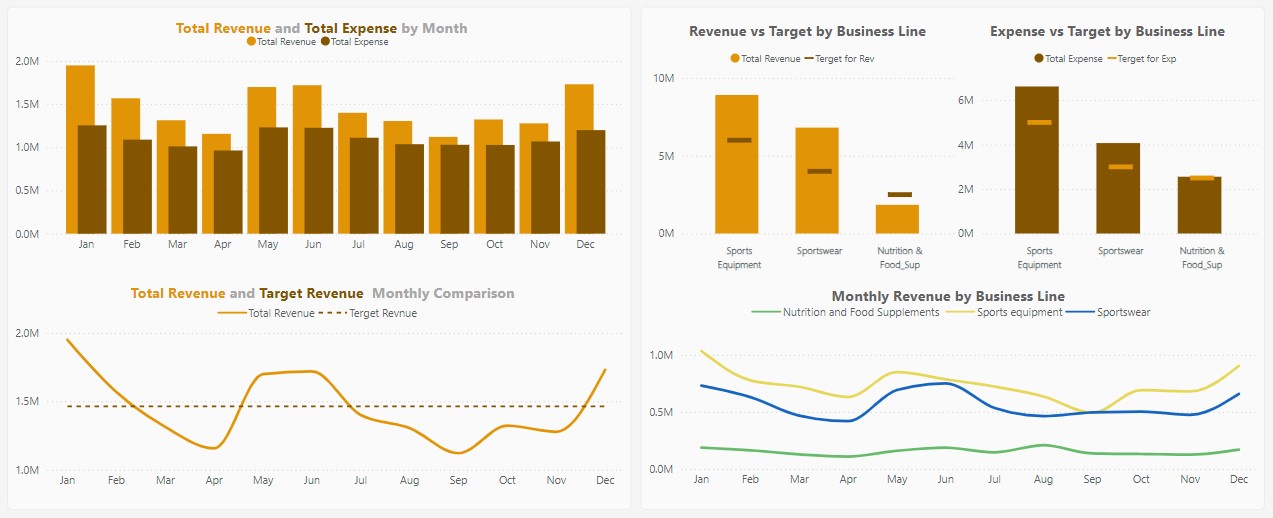 Total Revenue and Total Expense by Month
Total Revenue Total Expense
2.0M
1.5M
1.0M
0.5M
0.0M
Jan Feb Mar Apr May Jun Jul Aug Sep Oct Nov Dec
Revenue vs Target by Business Line
Total Revenue Terget for Rev
10M
5M
0M
Sports Equipment Sportswear Nutrition & Food_Sup
Expense vs Target by Business Line
Total Expense Terget for Exp
6M
4M
2M
0M
Sports Equipment Sportswear Nutrition & Food_Sup
Total Revenue and Target Revenue Monthly Comparison
Total Revenue Terget Revnue
2.0M
1.5M
1.0M
Jan Feb Mar Apr May Jun Jul Aug Sep Oct Nov Dec
Monthly Revenue by Business Line
Nutrition and Food Supplements Sports equipment Sportswear
1.0M
0.5M
0.0M
Jan Feb Mar Apr May Jun Jul Aug Sep Oct Nov Dec